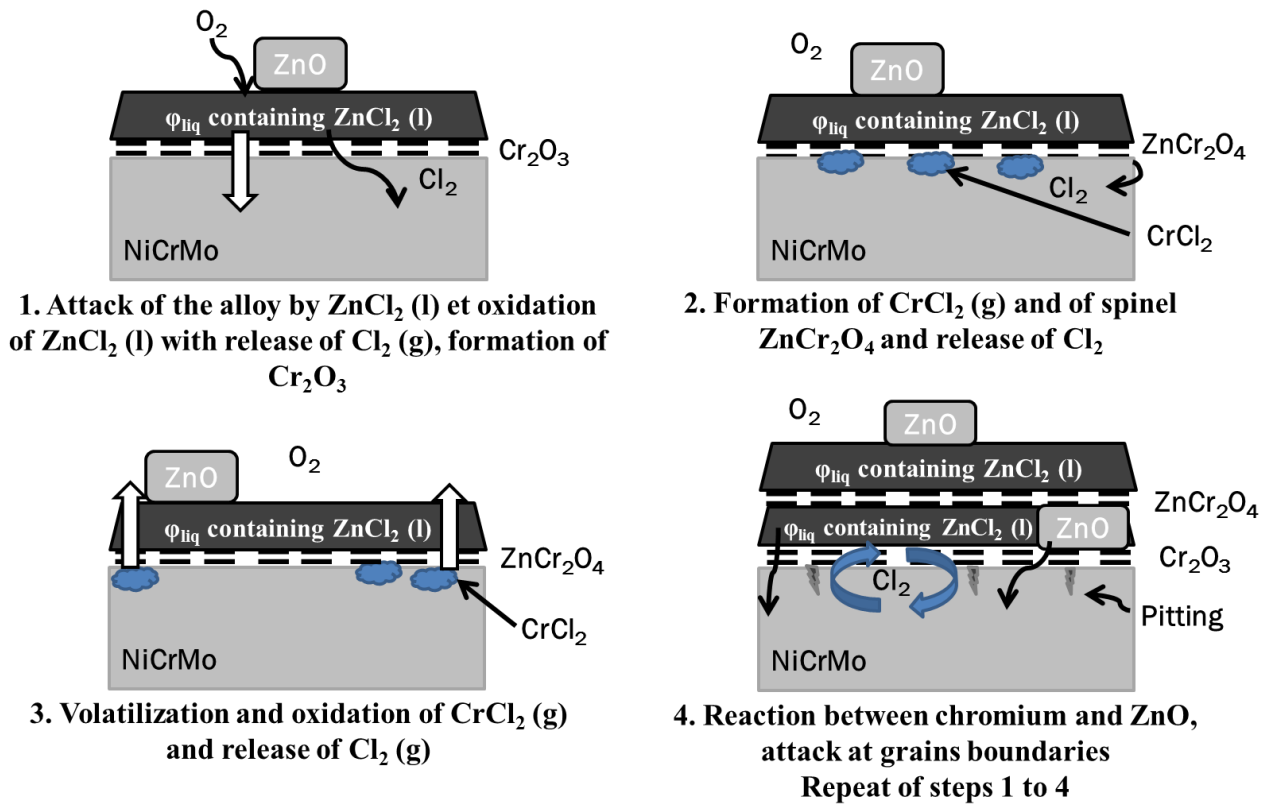 O₂
ZnO
φliq containing ZnCl₂ (l)
Cr₂O₃
Cl₂
NiCrMo
1. Attack of the alloy by ZnCl₂ (l) et oxidation
of ZnCl₂ (l) with release of Cl₂ (g), formation of
Cr₂O₃
O₂
ZnO
φliq containing ZnCl₂ (l)
ZnCr₂O₄
Cl₂
CrCl₂
NiCrMo
2. Formation of CrCl₂ (g) and of spinel
ZnCr₂O₄ and release of Cl₂
O₂
ZnO
φliq containing ZnCl₂ (l)
ZnCr₂O₄
CrCl₂
NiCrMo
3. Volatilization and oxidation of CrCl₂ (g)
and release of Cl₂ (g)
O₂
ZnO
φliq containing ZnCl₂ (l)
ZnCr₂O₄
φliq containing ZnCl₂ (l)
ZnO
Cr₂O₃
Cl₂
Pitting
NiCrMo
4. Reaction between chromium and ZnO,
attack at grains boundaries
Repeat of steps 1 to 4